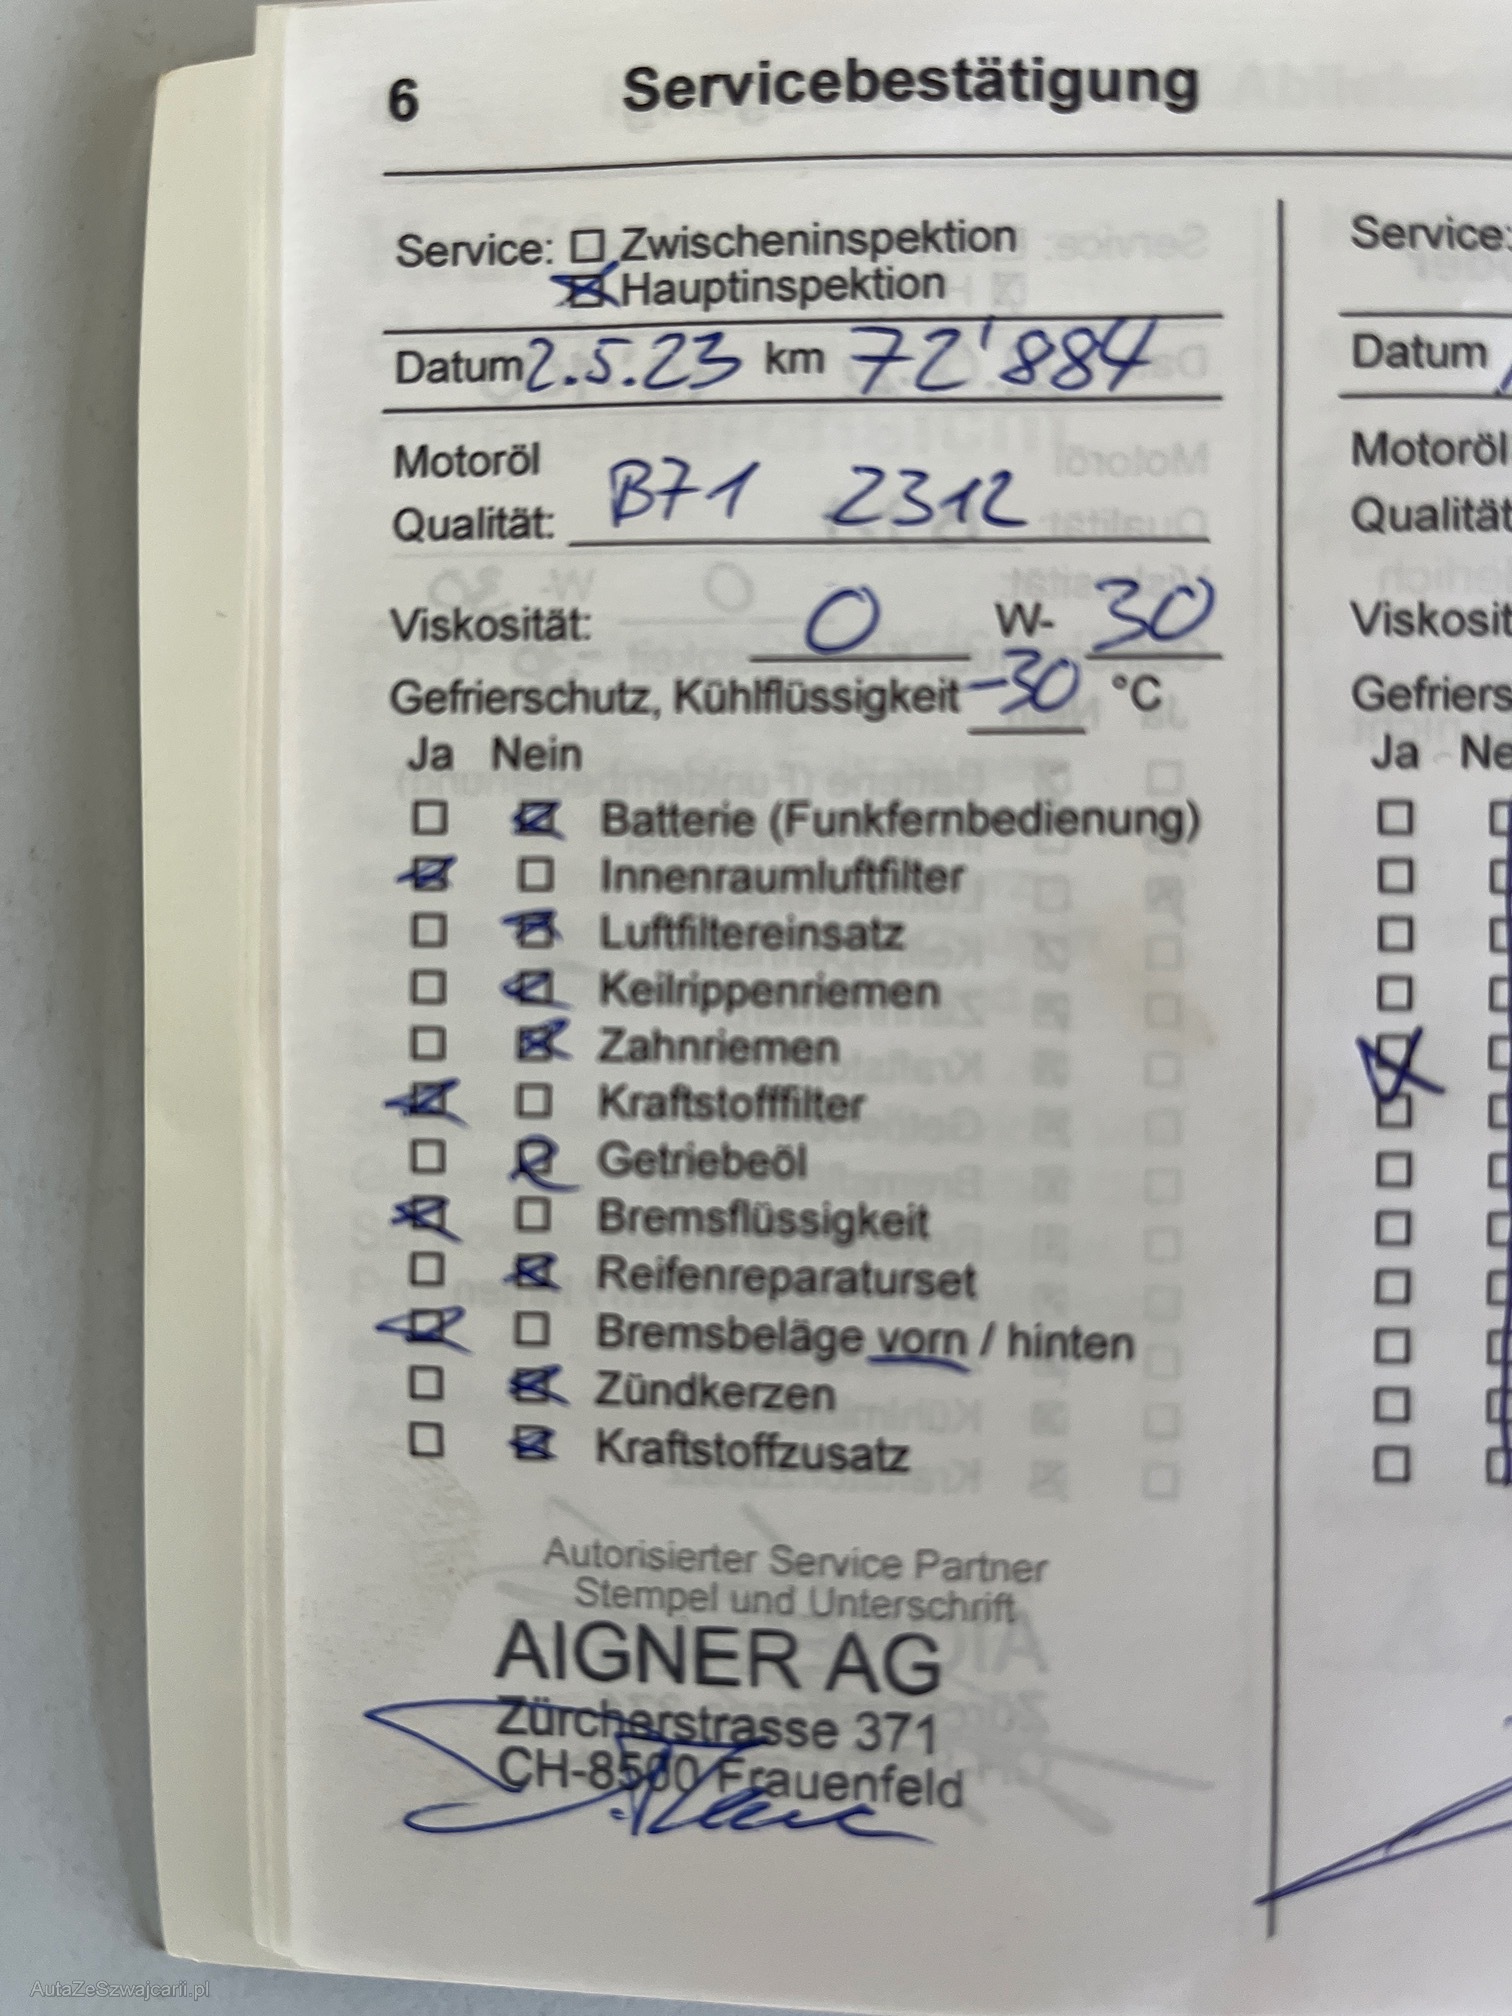 6 Servicebestätigung
Service: Zwischeninspektion
Hauptinspektion
Datum 2.5.23 km 72'884
Motoröl
Qualität: B71 2312
Viskosität: 0 W- 30
Gefrierschutz, Kühlflüssigkeit -30 °C
Ja Nein
Batterie (Funkfernbedienung)
Innenraumluftfilter
Luftfiltereinsatz
Keilrippenriemen
Zahnriemen
Kraftstofffilter
Getriebeöl
Bremsflüssigkeit
Reifenreparaturset
Bremsbeläge vorn / hinten
Zündkerzen
Kraftstoffzusatz
Autorisierter Service Partner
Stempel und Unterschrift
AIGNER AG
Zürcherstrasse 371
CH-8500 Frauenfeld
Service:
Datum
Motoröl
Qualität
Viskosit
Gefriers
Ja Ne
AutaZeSzwajcarii.pl